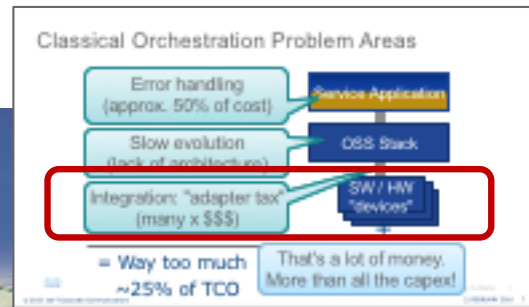 Classical Orchestration Problem Areas
Error handling
(approx. 50% of cost)
Service Application
Slow evolution
(lack of architecture)
OSS Stack
Integration: "adapter tax"
(many x $$$)
SW / HW
"devices"
= Way too much
~25% of TCO
That's a lot of money.
More than all the capex!